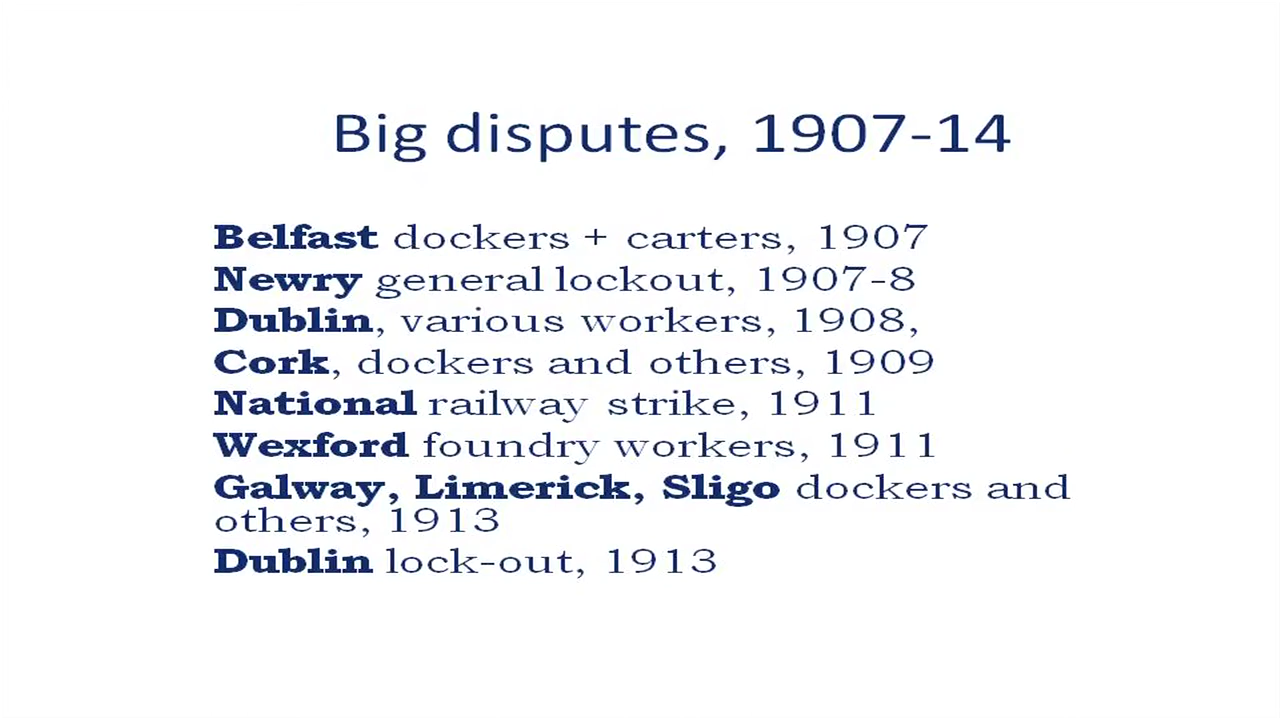 Big disputes, 1907-14
Belfast dockers + carters, 1907
Newry general lockout, 1907-8
Dublin, various workers, 1908,
Cork, dockers and others, 1909
National railway strike, 1911
Wexford foundry workers, 1911
Galway, Limerick, Sligo dockers and
others, 1913
Dublin lock-out, 1913